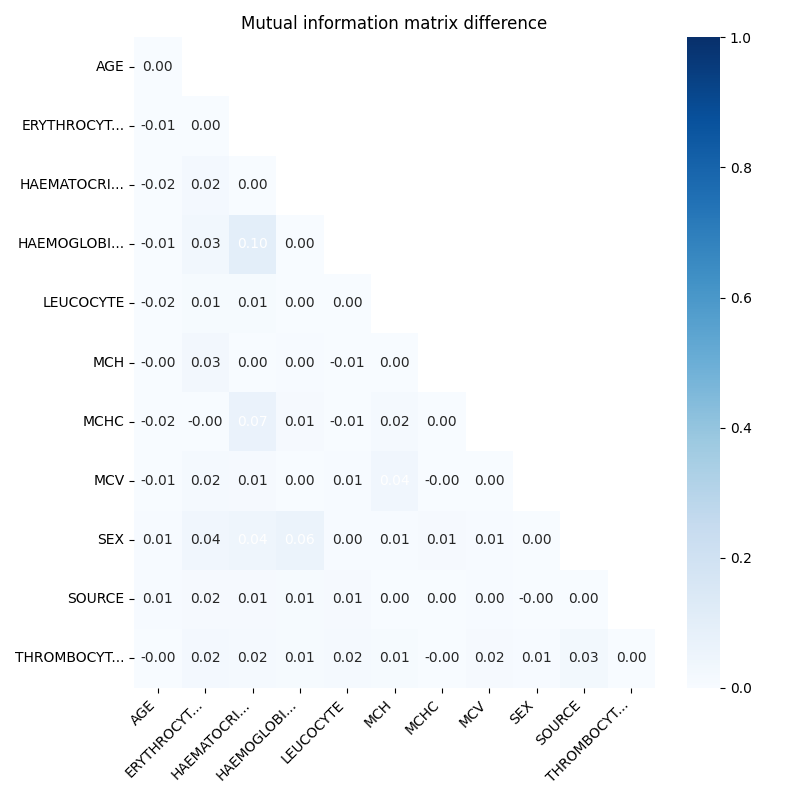 Mutual information matrix difference
AGE 0.00
ERYTHROCYT... -0.01 0.00
HAEMATOCRI... -0.02 0.02 0.00
HAEMOGLOBI... -0.01 0.03 0.10 0.00
LEUCOCYTE -0.02 0.01 0.01 0.00 0.00
MCH -0.00 0.03 0.00 0.00 -0.01 0.00
MCHC -0.02 -0.00 0.07 0.01 -0.01 0.02 0.00
MCV -0.01 0.02 0.01 0.00 0.01 0.04 -0.00 0.00
SEX 0.01 0.04 0.04 0.06 0.00 0.01 0.01 0.01 0.00
SOURCE 0.01 0.02 0.01 0.01 0.01 0.00 0.00 0.00 -0.00 0.00
THROMBOCYT... -0.00 0.02 0.02 0.01 0.02 0.01 -0.00 0.02 0.01 0.03 0.00
AGE
ERYTHROCYT...
HAEMATOCRI...
HAEMOGLOBI...
LEUCOCYTE
MCH
MCHC
MCV
SEX
SOURCE
THROMBOCYT...
1.0
0.8
0.6
0.4
0.2
0.0